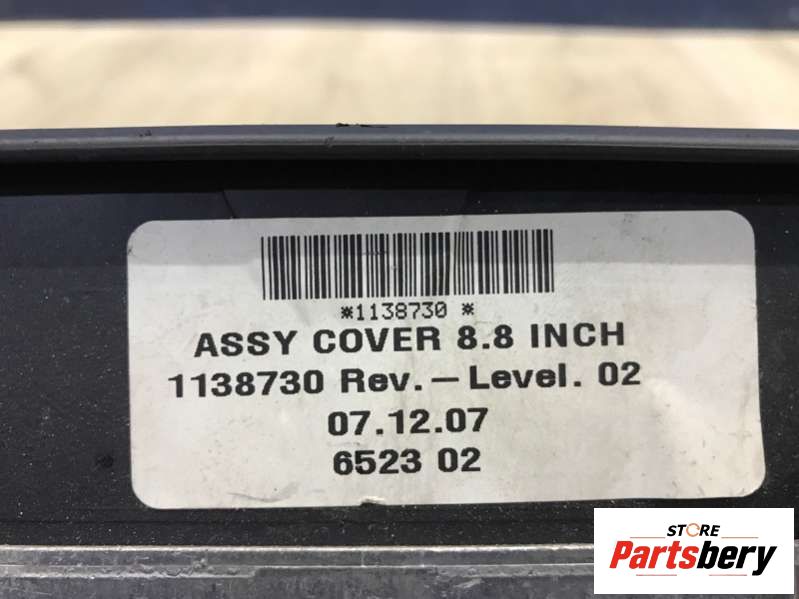 *1138730 *
ASSY COVER 8.8 INCH
1138730 Rev. – Level. 02
07.12.07
6523 02
STORE
Partsbery